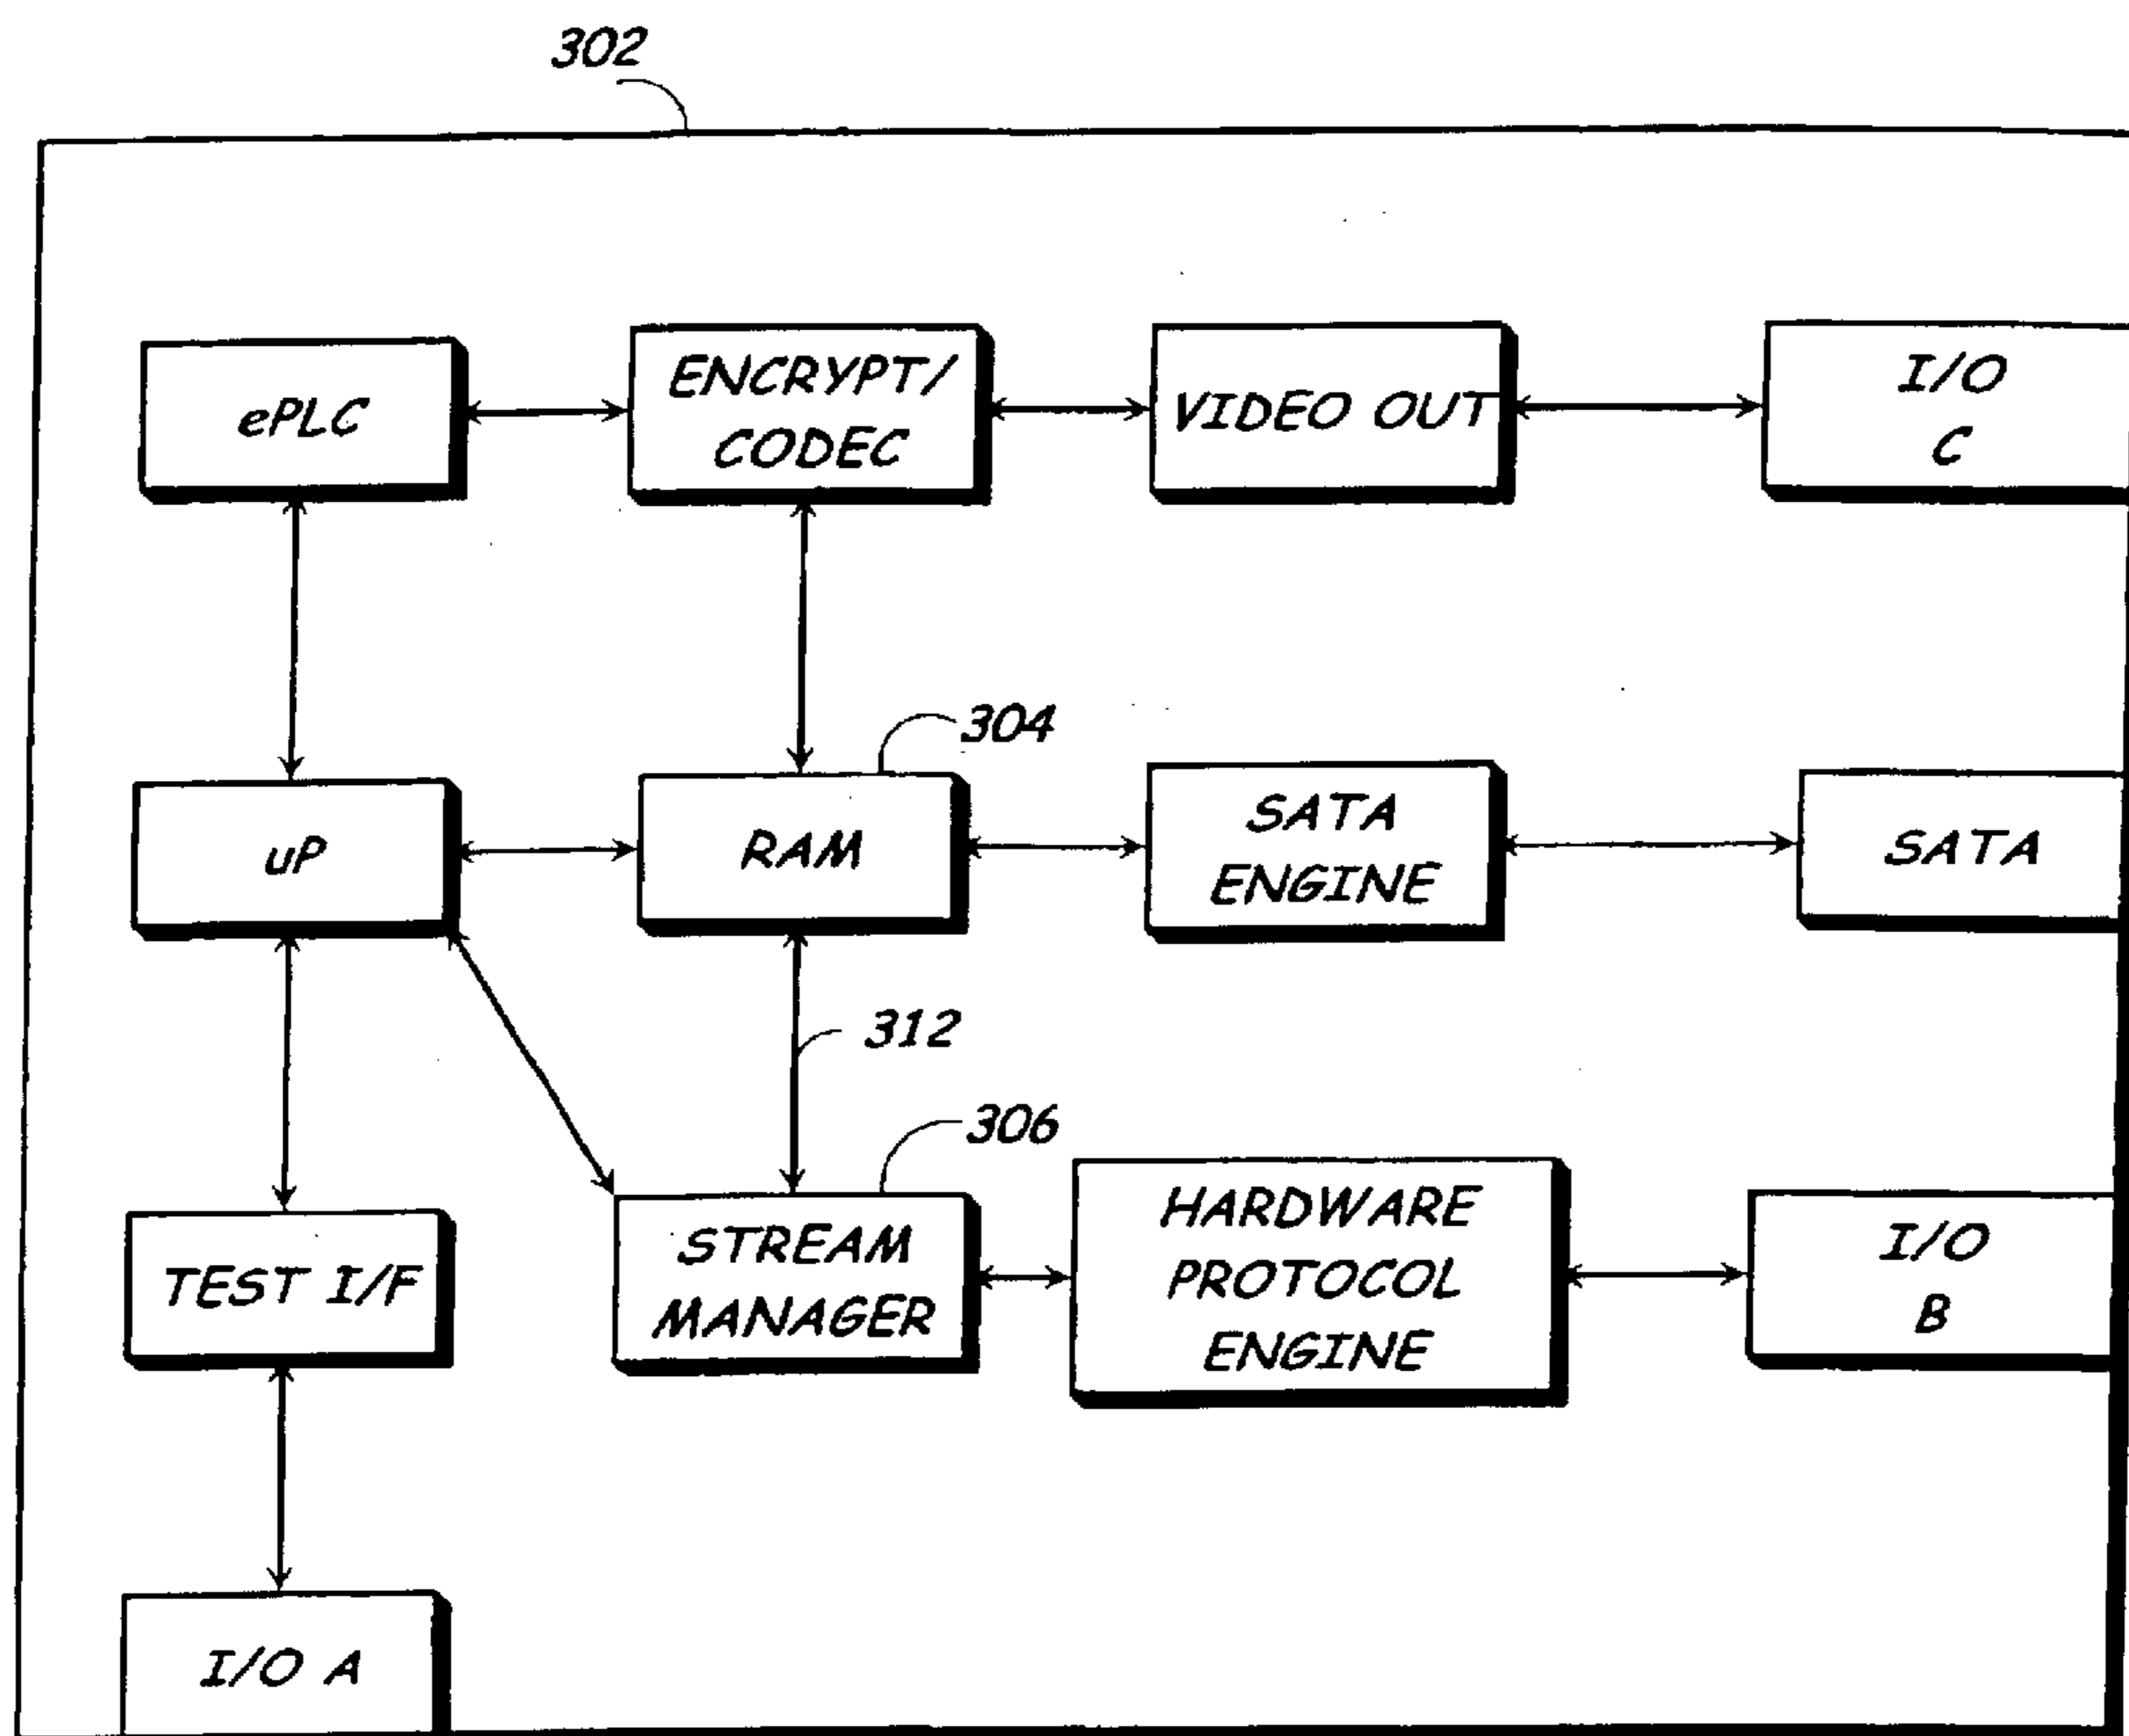 302
ePLC
ENCRYPT/
CODEC
VIDEO OUT
I/O
C
304
uP
RAM
SATA
ENGINE
SATA
312
306
TEST I/F
STREAM
MANAGER
HARDWARE
PROTOCOL
ENGINE
I/O
B
I/O A